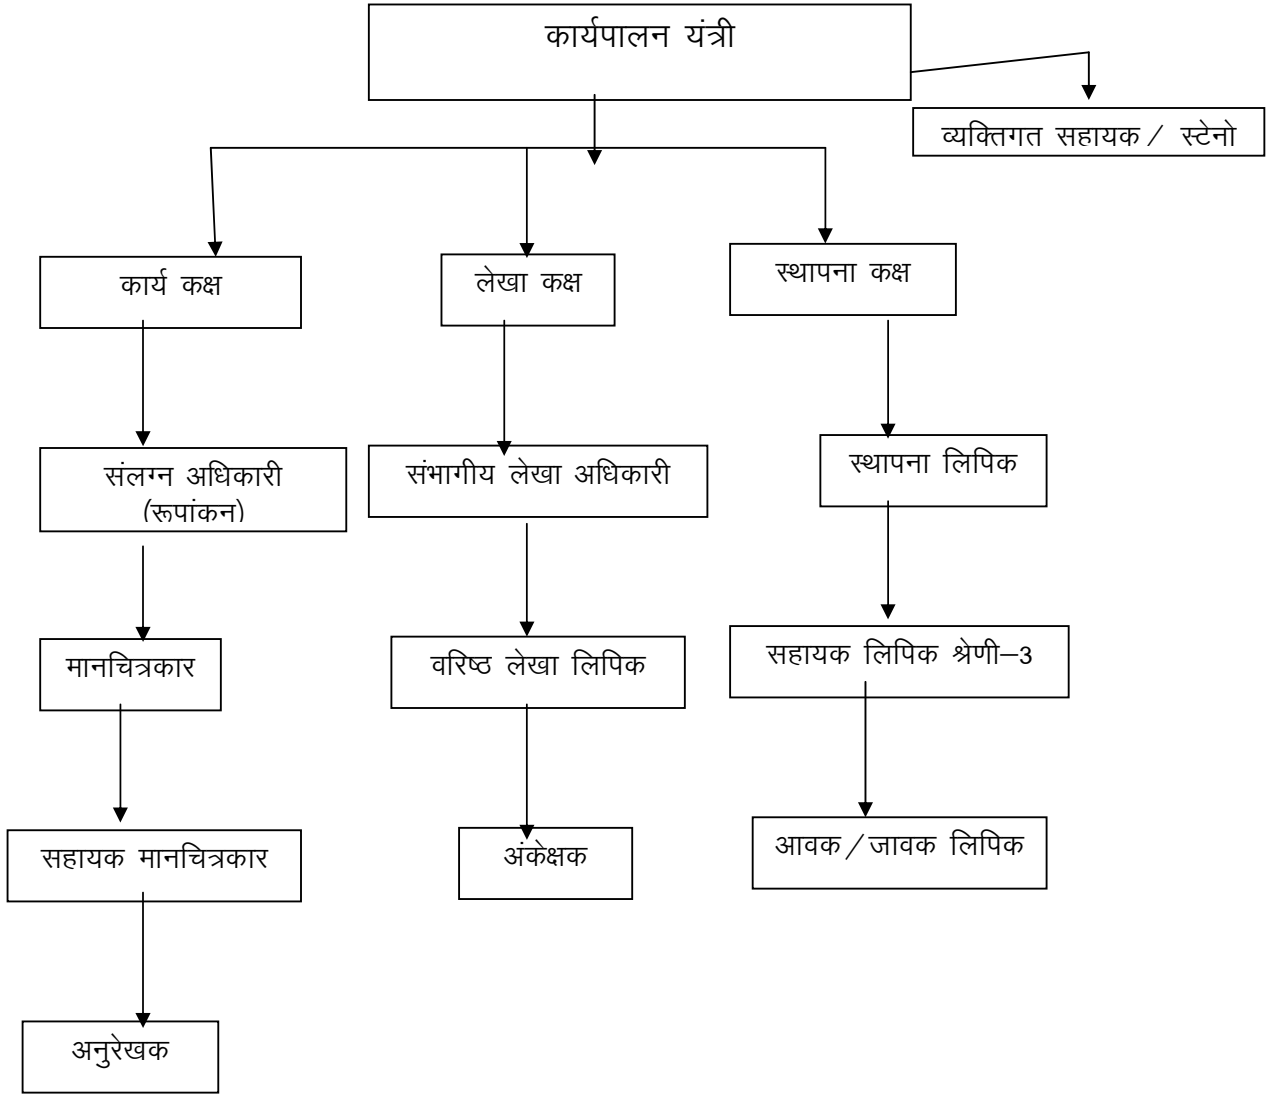 कार्यपालन यंत्री
व्यक्तिगत सहायक / स्टेनो
कार्य कक्ष
लेखा कक्ष
स्थापना कक्ष
संलग्न अधिकारी
(रूपांकन)
संभागीय लेखा अधिकारी
स्थापना लिपिक
मानचित्रकार
वरिष्ठ लेखा लिपिक
सहायक लिपिक श्रेणी–3
सहायक मानचित्रकार
अंकेक्षक
आवक/जावक लिपिक
अनुरेखक